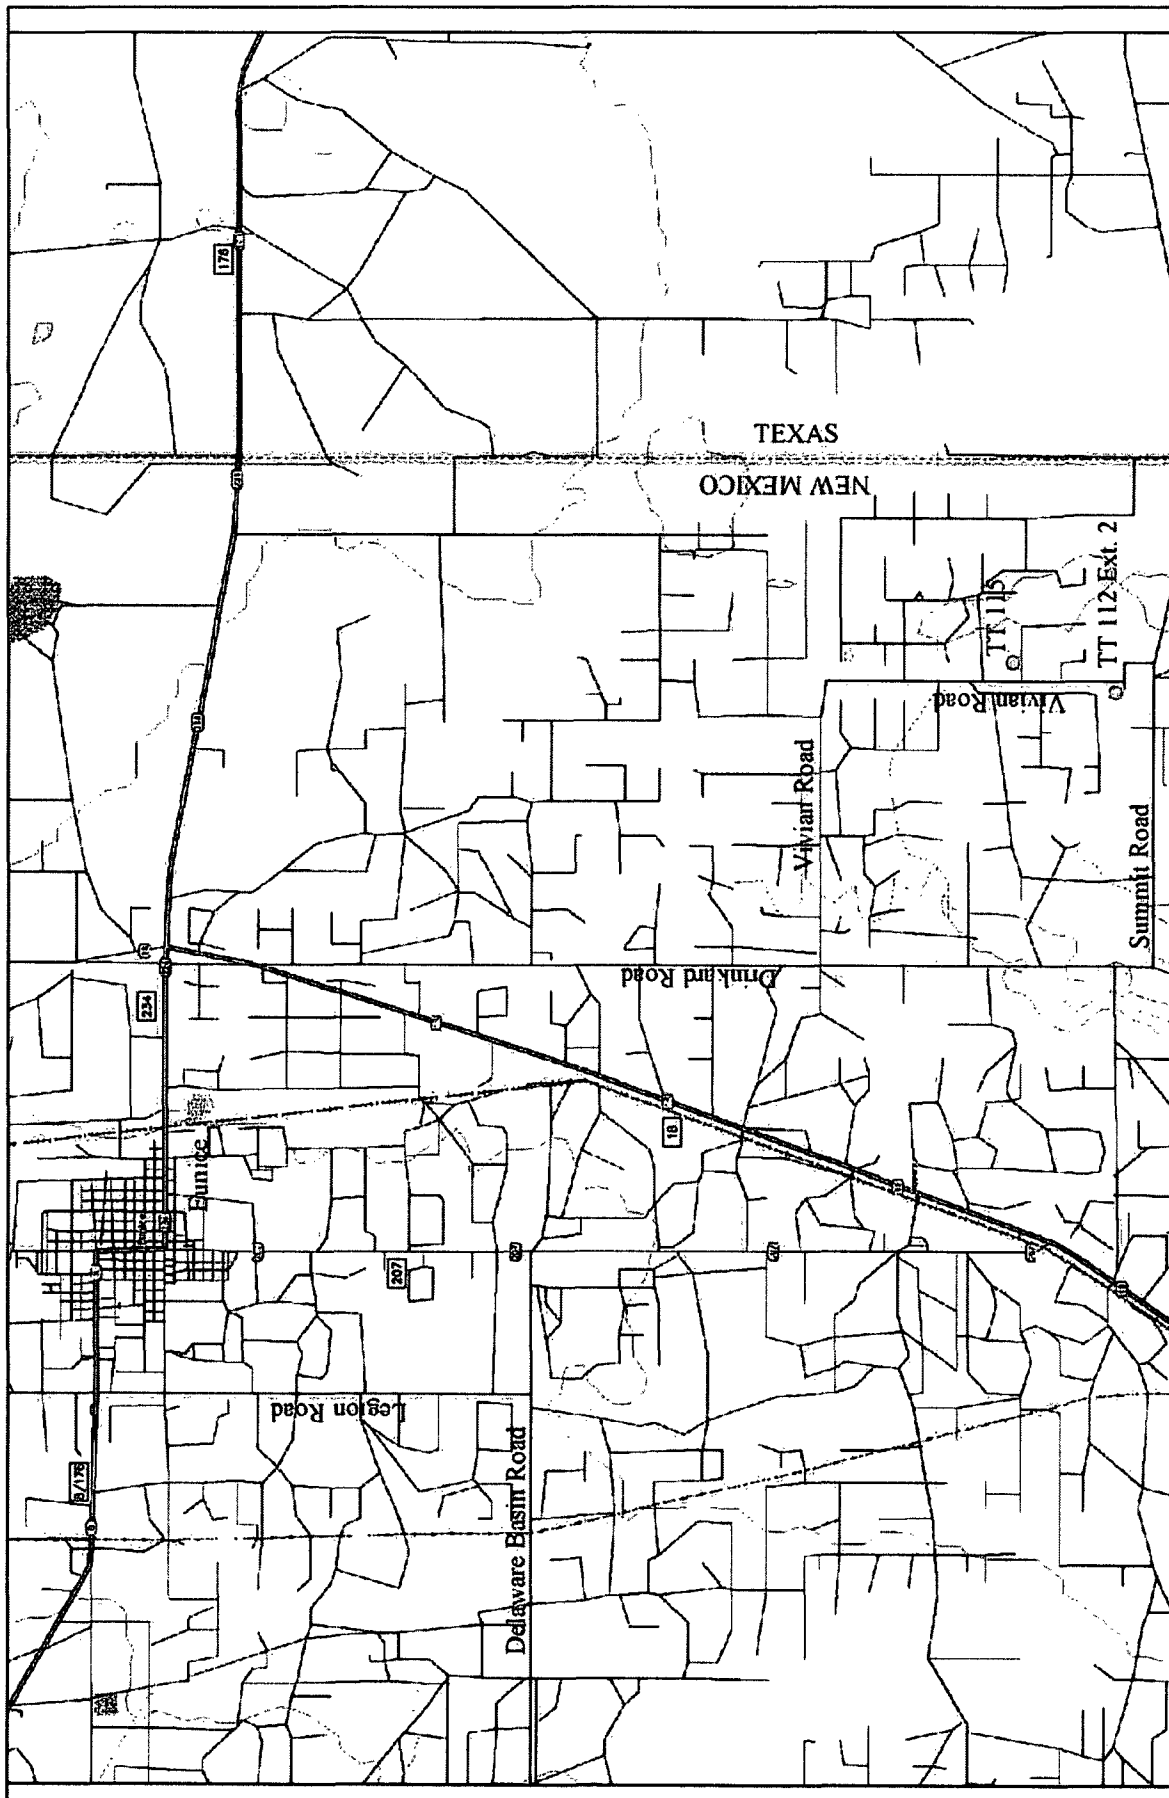 176
TEXAS
NEW MEXICO
TT 115
TT 112 Ext. 2
Vivian Road
Vivian Road
Summit Road
Drinkard Road
234
18
Eunice
Eunice
207
Legion Road
8/176
Delaware Basin Road